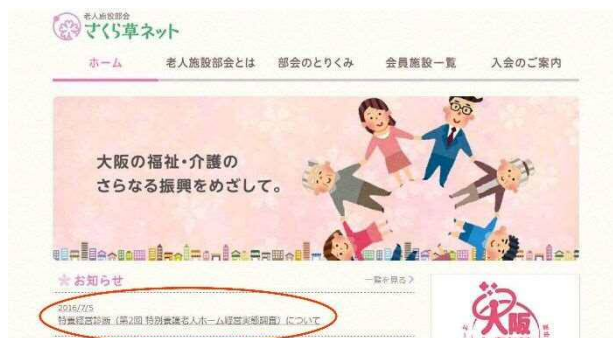 老人施設部会
さくら草ネット
ホーム 老人施設部会とは 部会のとりくみ 会員施設一覧 入会のご案内
大阪の福祉・介護の
さらなる振興をめざして。
お知らせ 一覧を見る >
2016/7/5
特養経営診断(第2回 特別養護老人ホーム経営実態調査)について
大阪